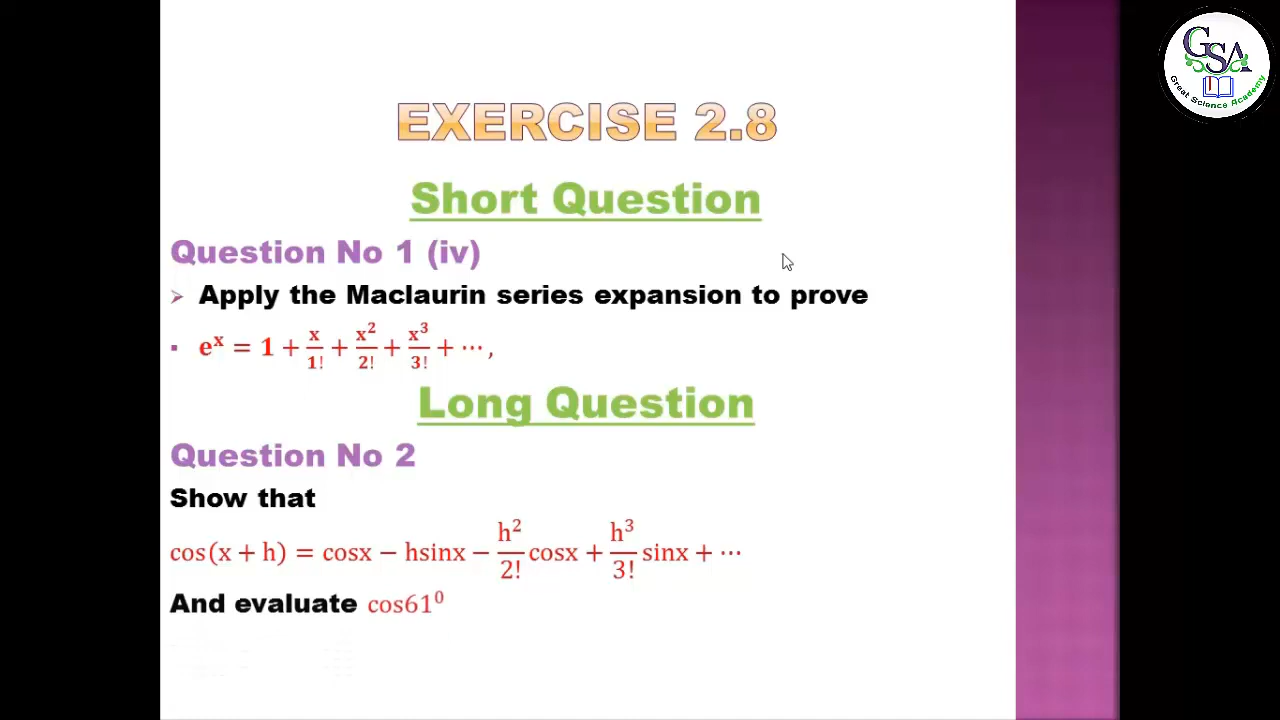 GSA
Great Science Academy
EXERCISE 2.8
Short Question
Question No 1 (iv)
➢ Apply the Maclaurin series expansion to prove
▪ eˣ = 1 + x/1! + x²/2! + x³/3! + ⋯ ,
Long Question
Question No 2
Show that
cos(x + h) = cosx − hsinx − h²/2! cosx + h³/3! sinx + ⋯
And evaluate cos61⁰